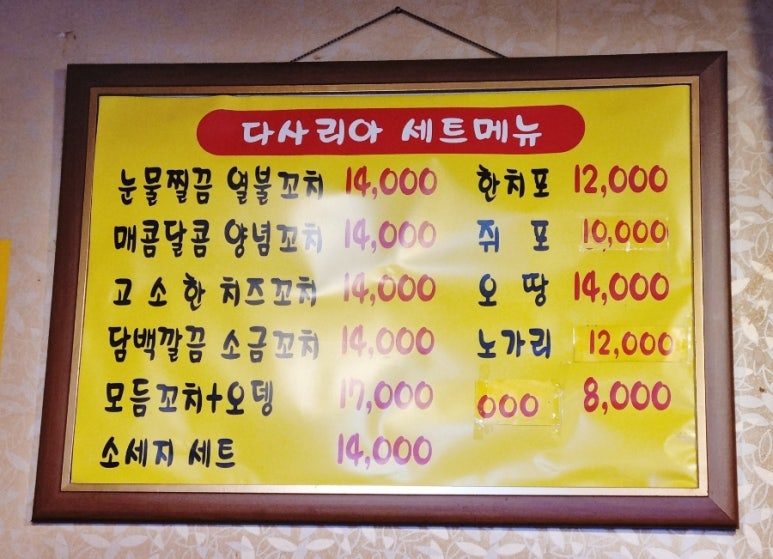 다사리아 세트메뉴
눈물찔끔 열불꼬치 14,000
매콤달콤 양념꼬치 14,000
고소한 치즈꼬치 14,000
담백깔끔 소금꼬치 14,000
모듬꼬치+오뎅 17,000
소세지 세트 14,000
한치포 12,000
쥐포 10,000
오땅 14,000
노가리 12,000
000 8,000